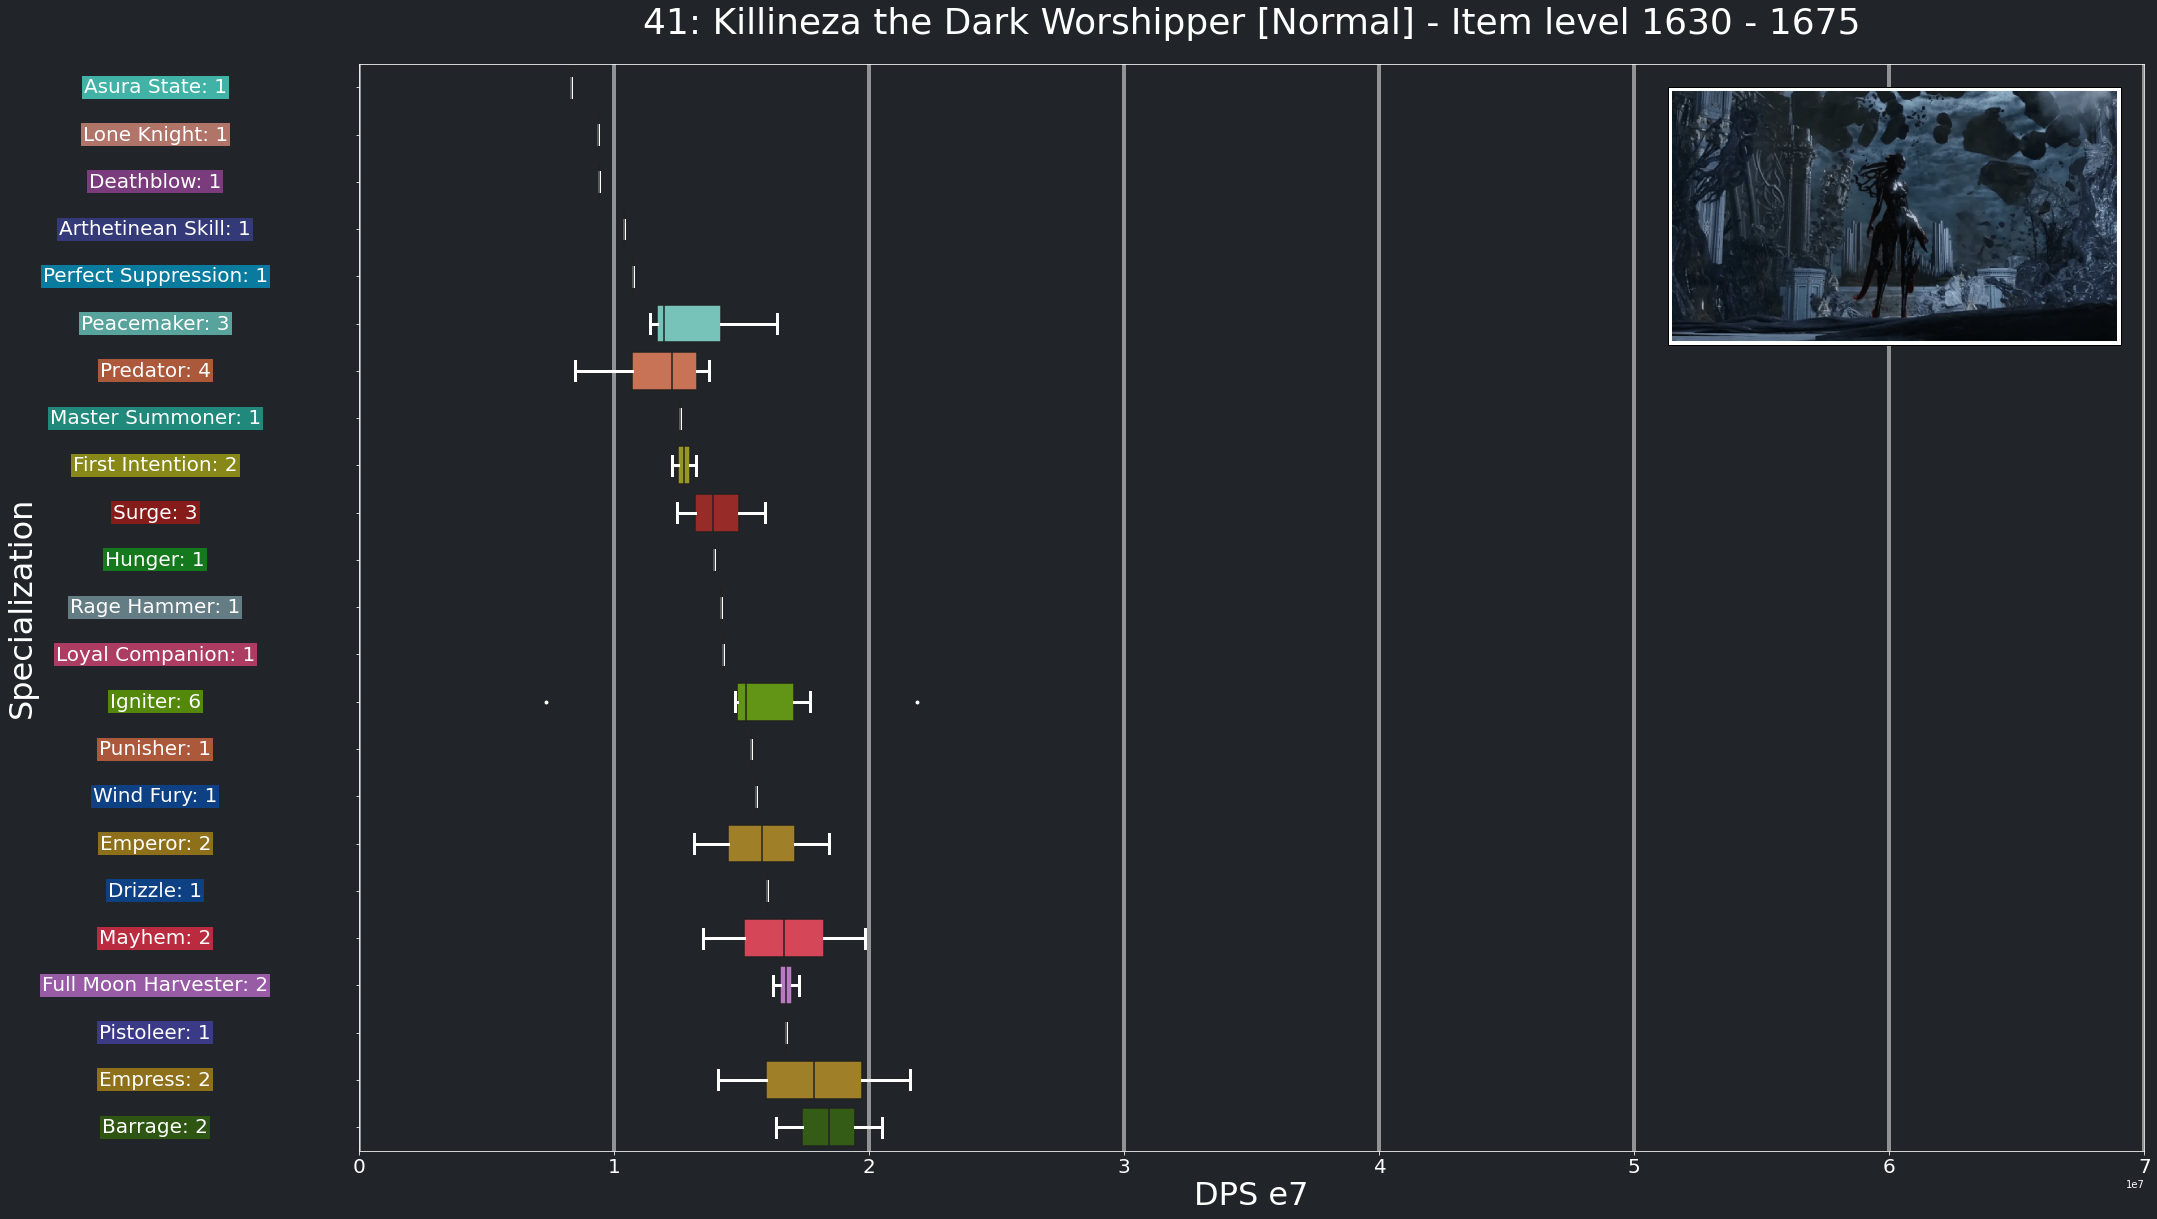 41: Killineza the Dark Worshipper [Normal] - Item level 1630 - 1675
Specialization
Asura State: 1
Lone Knight: 1
Deathblow: 1
Arthetinean Skill: 1
Perfect Suppression: 1
Peacemaker: 3
Predator: 4
Master Summoner: 1
First Intention: 2
Surge: 3
Hunger: 1
Rage Hammer: 1
Loyal Companion: 1
Igniter: 6
Punisher: 1
Wind Fury: 1
Emperor: 2
Drizzle: 1
Mayhem: 2
Full Moon Harvester: 2
Pistoleer: 1
Empress: 2
Barrage: 2
0 1 2 3 4 5 6 7
1e7
DPS e7